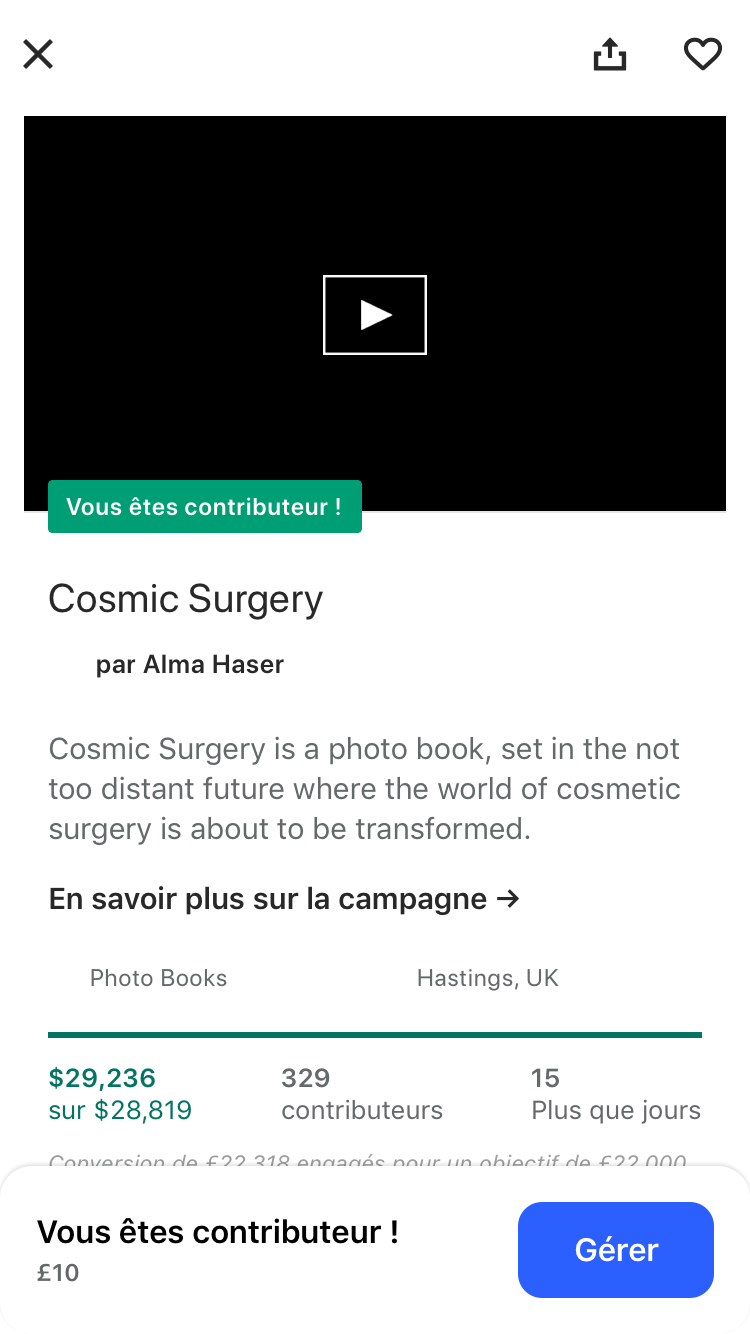 Vous êtes contributeur !
Cosmic Surgery
par Alma Haser
Cosmic Surgery is a photo book, set in the not
too distant future where the world of cosmetic
surgery is about to be transformed.
En savoir plus sur la campagne →
Photo Books
Hastings, UK
$29,236
sur $28,819
329
contributeurs
15
Plus que jours
Conversion de £22 318 engagés pour un objectif de £22 000
Vous êtes contributeur !
£10
Gérer